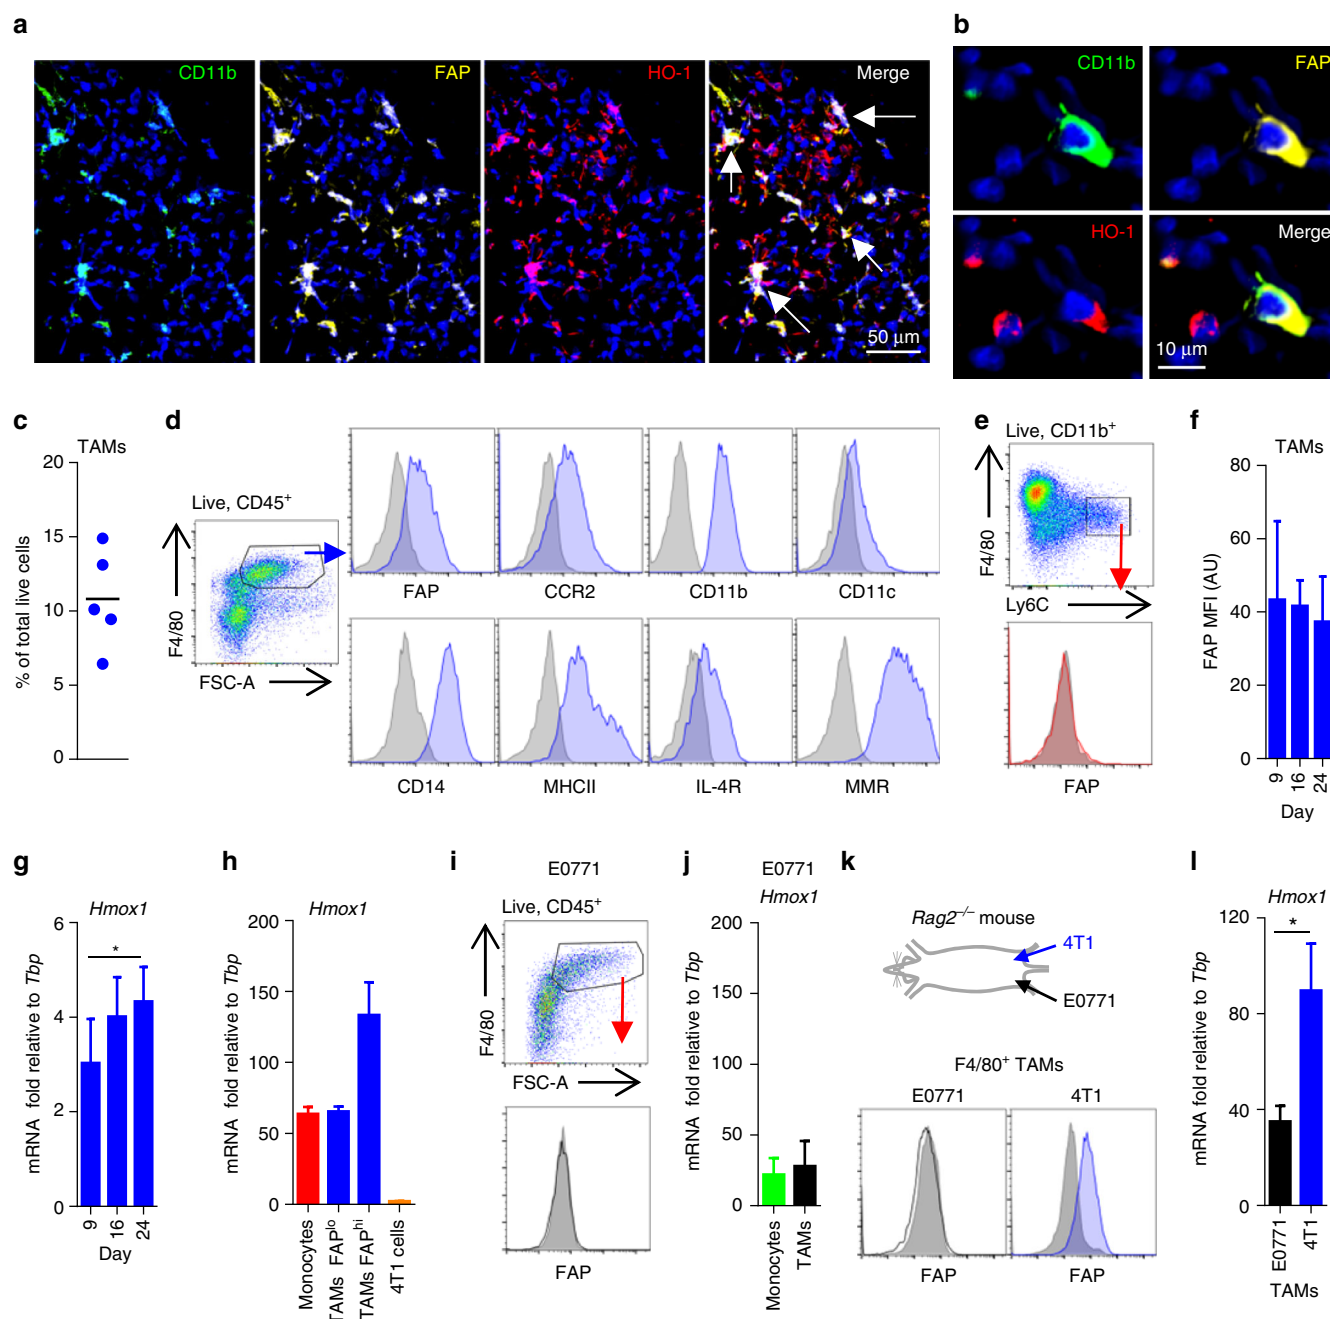 a
CD11b
FAP
HO-1
Merge
50 μm
b
CD11b
FAP
HO-1
Merge
10 μm
c
TAMs
% of total live cells
20
15
10
5
0
d
Live, CD45+
F4/80
FSC-A
FAP
CCR2
CD11b
CD11c
CD14
MHCII
IL-4R
MMR
e
Live, CD11b+
F4/80
Ly6C
FAP
f
TAMs
FAP MFI (AU)
80
60
40
20
0
9
16
24
Day
g
Hmox1
*
mRNA fold relative to Tbp
6
4
2
0
9
16
24
Day
h
Hmox1
mRNA fold relative to Tbp
200
150
100
50
0
Monocytes
TAMs FAPlo
TAMs FAPhi
4T1 cells
i
E0771
Live, CD45+
F4/80
FSC-A
FAP
j
E0771
Hmox1
mRNA fold relative to Tbp
200
150
100
50
0
Monocytes
TAMs
k
Rag2–/– mouse
4T1
E0771
F4/80+ TAMs
E0771
4T1
FAP
FAP
l
Hmox1
*
mRNA fold relative to Tbp
120
80
40
0
E0771
4T1
TAMs